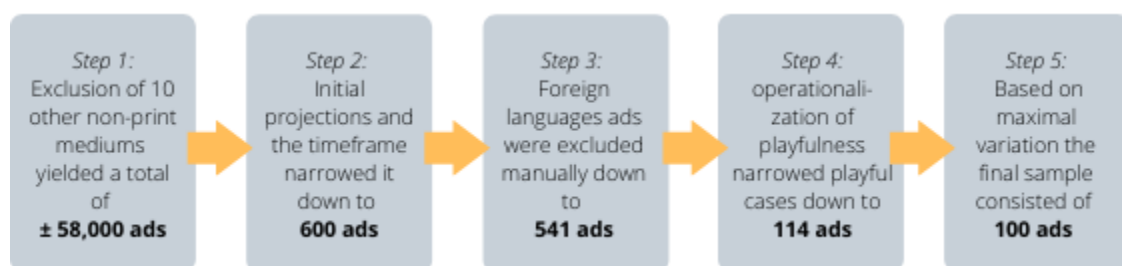 Step 1:
Exclusion of 10
other non-print
mediums
yielded a total
of
± 58,000 ads
Step 2:
Initial
projections and
the timeframe
narrowed it
down to
600 ads
Step 3:
Foreign
languages ads
were excluded
manually down
to
541 ads
Step 4:
operationali-
zation of
playfulness
narrowed playful
cases down to
114 ads
Step 5:
Based on
maximal
variation the
final sample
consisted of
100 ads